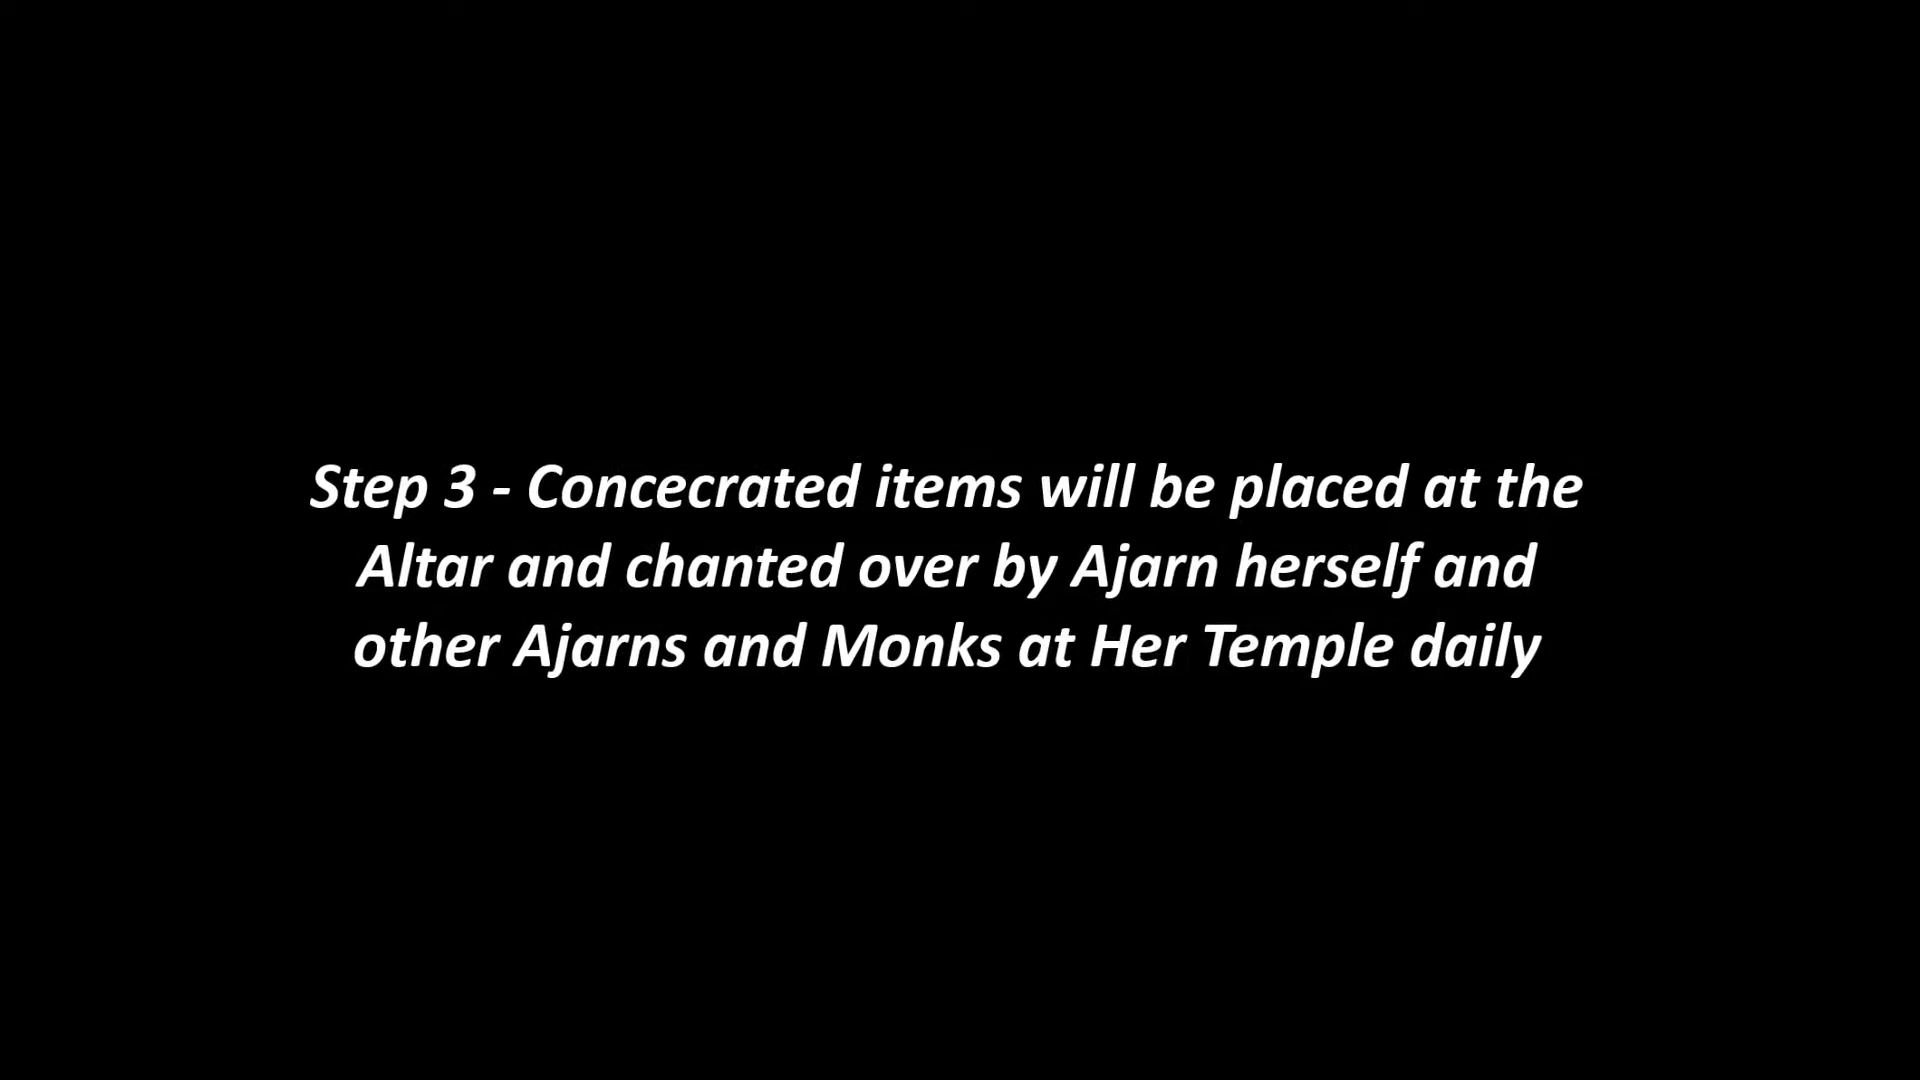 Step 3 - Concecrated items will be placed at the
Altar and chanted over by Ajarn herself and
other Ajarns and Monks at Her Temple daily